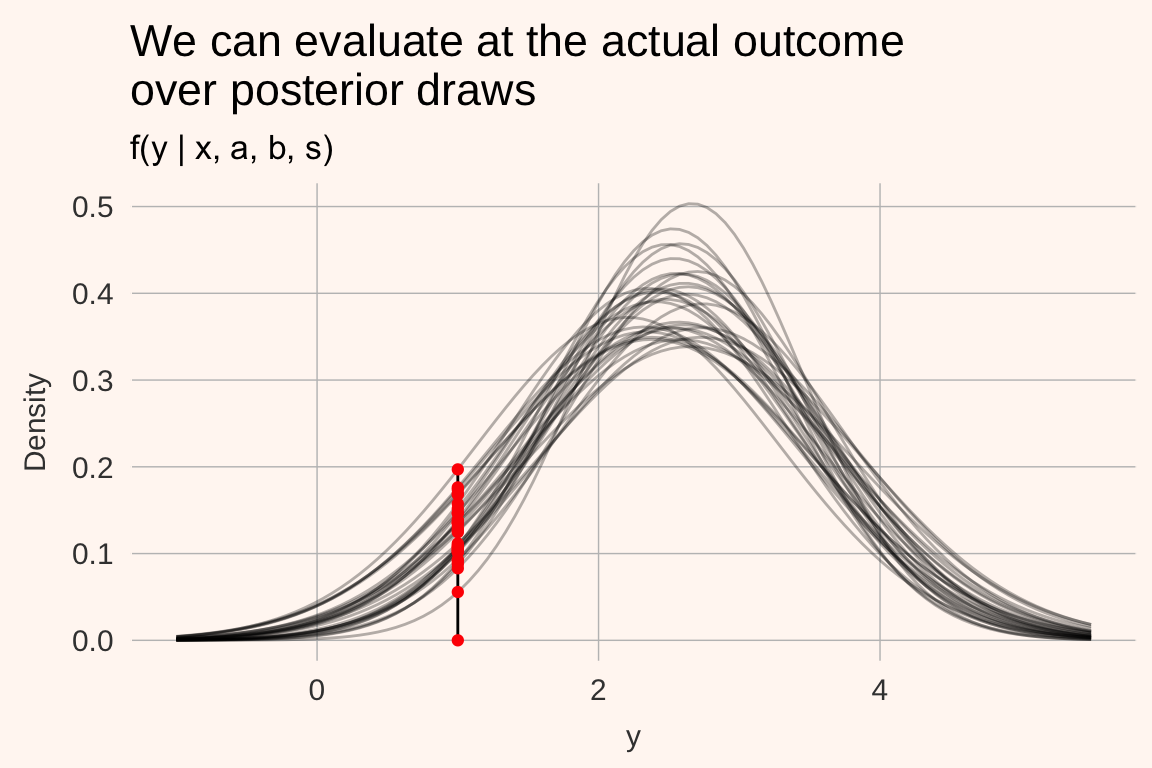 We can evaluate at the actual outcome
over posterior draws
f(y | x, a, b, s)
0.5
0.4
0.3
0.2
0.1
0.0
Density
0 2 4
y